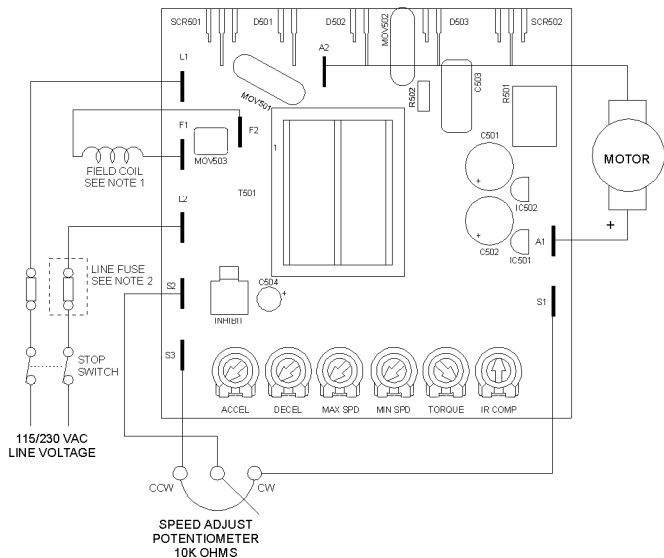 SCR501 D501 D502 MOV502 D503 SCR502
L1 A2
MOV501 R502 C503 R501
F1 F2 MOV503 1 C501
MOTOR
FIELD COIL
SEE NOTE 1
T501 IC502
L2
+ +
+
C502 IC501 A1
LINE FUSE
SEE NOTE 2
C504 +
INHIBIT
S1
S3
STOP
SWITCH
ACCEL DECEL MAX SPD MIN SPD TORQUE IR COMP
115/230 VAC
LINE VOLTAGE
CCW CW
SPEED ADJUST
POTENTIOMETER
10K OHMS